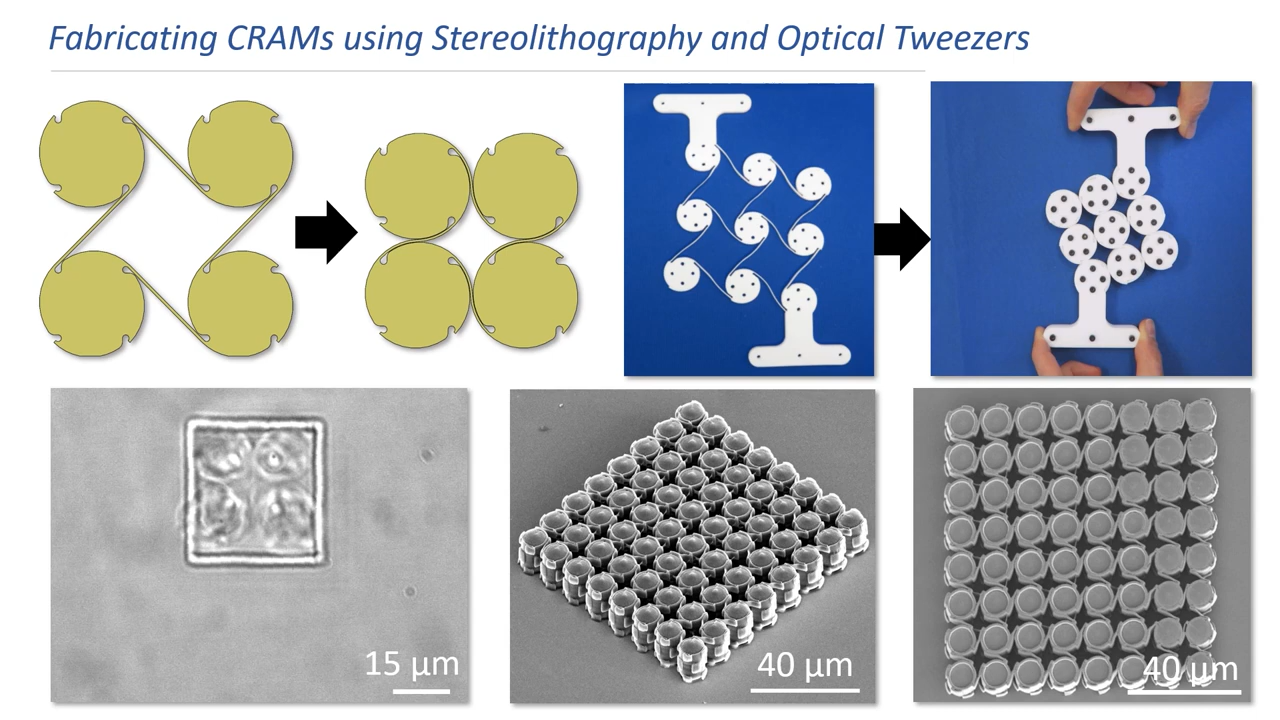 Fabricating CRAMs using Stereolithography and Optical Tweezers
15 μm
40 μm
40 μm